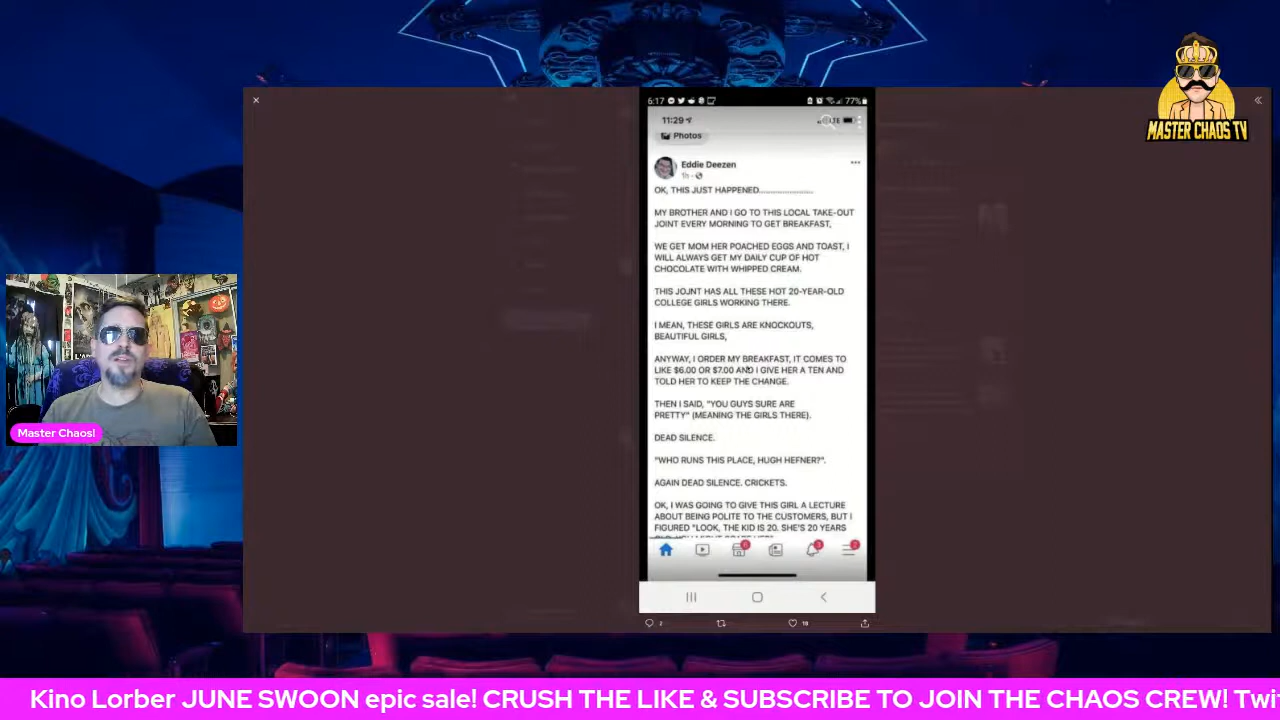 MASTER CHAOS TV
6:17
77%
11:29
Photos
Eddie Deezen
1h
OK, THIS JUST HAPPENED........................
MY BROTHER AND I GO TO THIS LOCAL TAKE-OUT
JOINT EVERY MORNING TO GET BREAKFAST,
WE GET MOM HER POACHED EGGS AND TOAST, I
WILL ALWAYS GET MY DAILY CUP OF HOT
CHOCOLATE WITH WHIPPED CREAM.
THIS JOJNT HAS ALL THESE HOT 20-YEAR-OLD
COLLEGE GIRLS WORKING THERE.
I MEAN, THESE GIRLS ARE KNOCKOUTS,
BEAUTIFUL GIRLS,
ANYWAY, I ORDER MY BREAKFAST, IT COMES TO
LIKE $6.00 OR $7.00 AND I GIVE HER A TEN AND
TOLD HER TO KEEP THE CHANGE.
THEN I SAID, "YOU GUYS SURE ARE
PRETTY" (MEANING THE GIRLS THERE).
DEAD SILENCE.
"WHO RUNS THIS PLACE, HUGH HEFNER?".
AGAIN DEAD SILENCE. CRICKETS.
OK, I WAS GOING TO GIVE THIS GIRL A LECTURE
ABOUT BEING POLITE TO THE CUSTOMERS, BUT I
FIGURED "LOOK, THE KID IS 20. SHE'S 20 YEARS
Master Chaos!
Kino Lorber JUNE SWOON epic sale! CRUSH THE LIKE & SUBSCRIBE TO JOIN THE CHAOS CREW! Twi